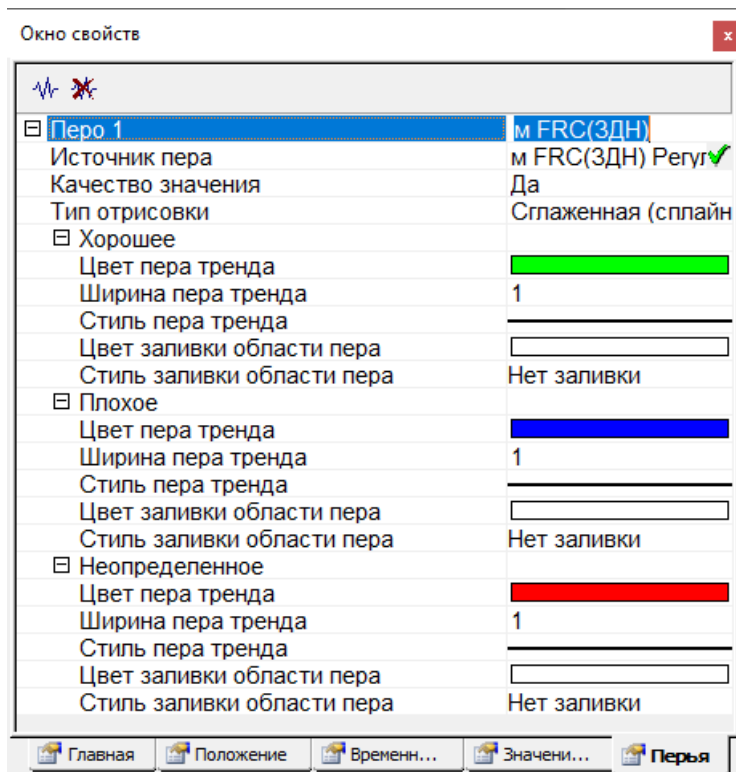 Окно свойств
x
Перо 1 м FRC(ЗДН)
Источник пера м FRC(ЗДН) Регул
Качество значения Да
Тип отрисовки Сглаженная (сплайн
Хорошее
Цвет пера тренда
Ширина пера тренда 1
Стиль пера тренда
Цвет заливки области пера
Стиль заливки области пера Нет заливки
Плохое
Цвет пера тренда
Ширина пера тренда 1
Стиль пера тренда
Цвет заливки области пера
Стиль заливки области пера Нет заливки
Неопределенное
Цвет пера тренда
Ширина пера тренда 1
Стиль пера тренда
Цвет заливки области пера
Стиль заливки области пера Нет заливки
Главная Положение Временн... Значени... Перья